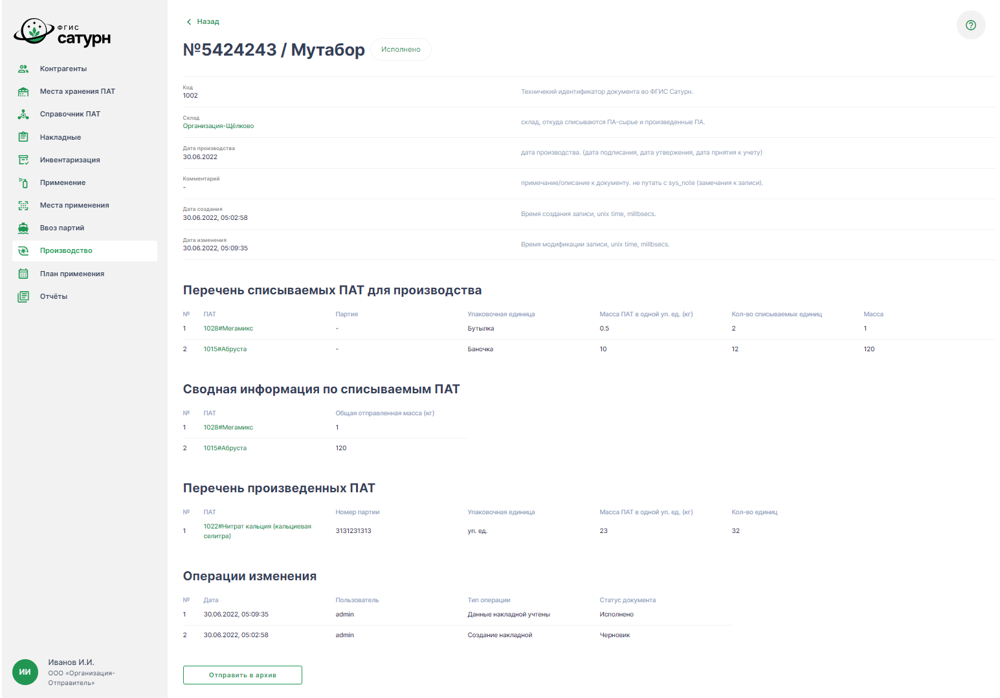 ФГИС
сатурн
Контрагенты
Места хранения ПАТ
Справочник ПАТ
Накладные
Инвентаризация
Применение
Места применения
Ввоз партий
Производство
План применения
Отчёты
ИИ
Иванов И.И.
ООО «Организация-
Отправитель»
Назад
№5424243 / Мутабор Исполнено
Код
1002
Техничекий идентификатор документа во ФГИС Сатурн.
Склад
Организация-Щёлково
склад, откуда списываются ПА-сырье и произведенные ПА.
Дата производства
30.06.2022
дата производства. (дата подписания, дата утвержения, дата прнятия к учету)
Комментарий
-
примечание/описание к документу. не путать с sys_note (замечания к записи).
Дата создания
30.06.2022, 05:02:58
Время создания записи, unix time, millbsecs.
Дата изменения
30.06.2022, 05:09:35
Время модификации записи, unix time, millbsecs.
Перечень списываемых ПАТ для производства
№ ПАТ Партия Упаковочная единица Масса ПАТ в одной уп. ед. (кг) Кол-во списываемых единиц Масса
1 1028#Мегамикс - Бутылка 0.5 2 1
2 1015#Абруста - Баночка 10 12 120
Сводная информация по списываемым ПАТ
№ ПАТ Общая отправленная масса (кг)
1 1028#Мегамикс 1
2 1015#Абруста 120
Перечень произведенных ПАТ
№ ПАТ Номер партии Упаковочная единица Масса ПАТ в одной уп. ед. (кг) Кол-во единиц
1 1022#Нитрат кальция (кальциевая селитра) 3131231313 уп. ед. 23 32
Операции изменения
№ Дата Пользователь Тип операции Статус документа
1 30.06.2022, 05:09:35 admin Данные накладной учтены Исполнено
2 30.06.2022, 05:02:58 admin Создание накладной Черновик
Отправить в архив